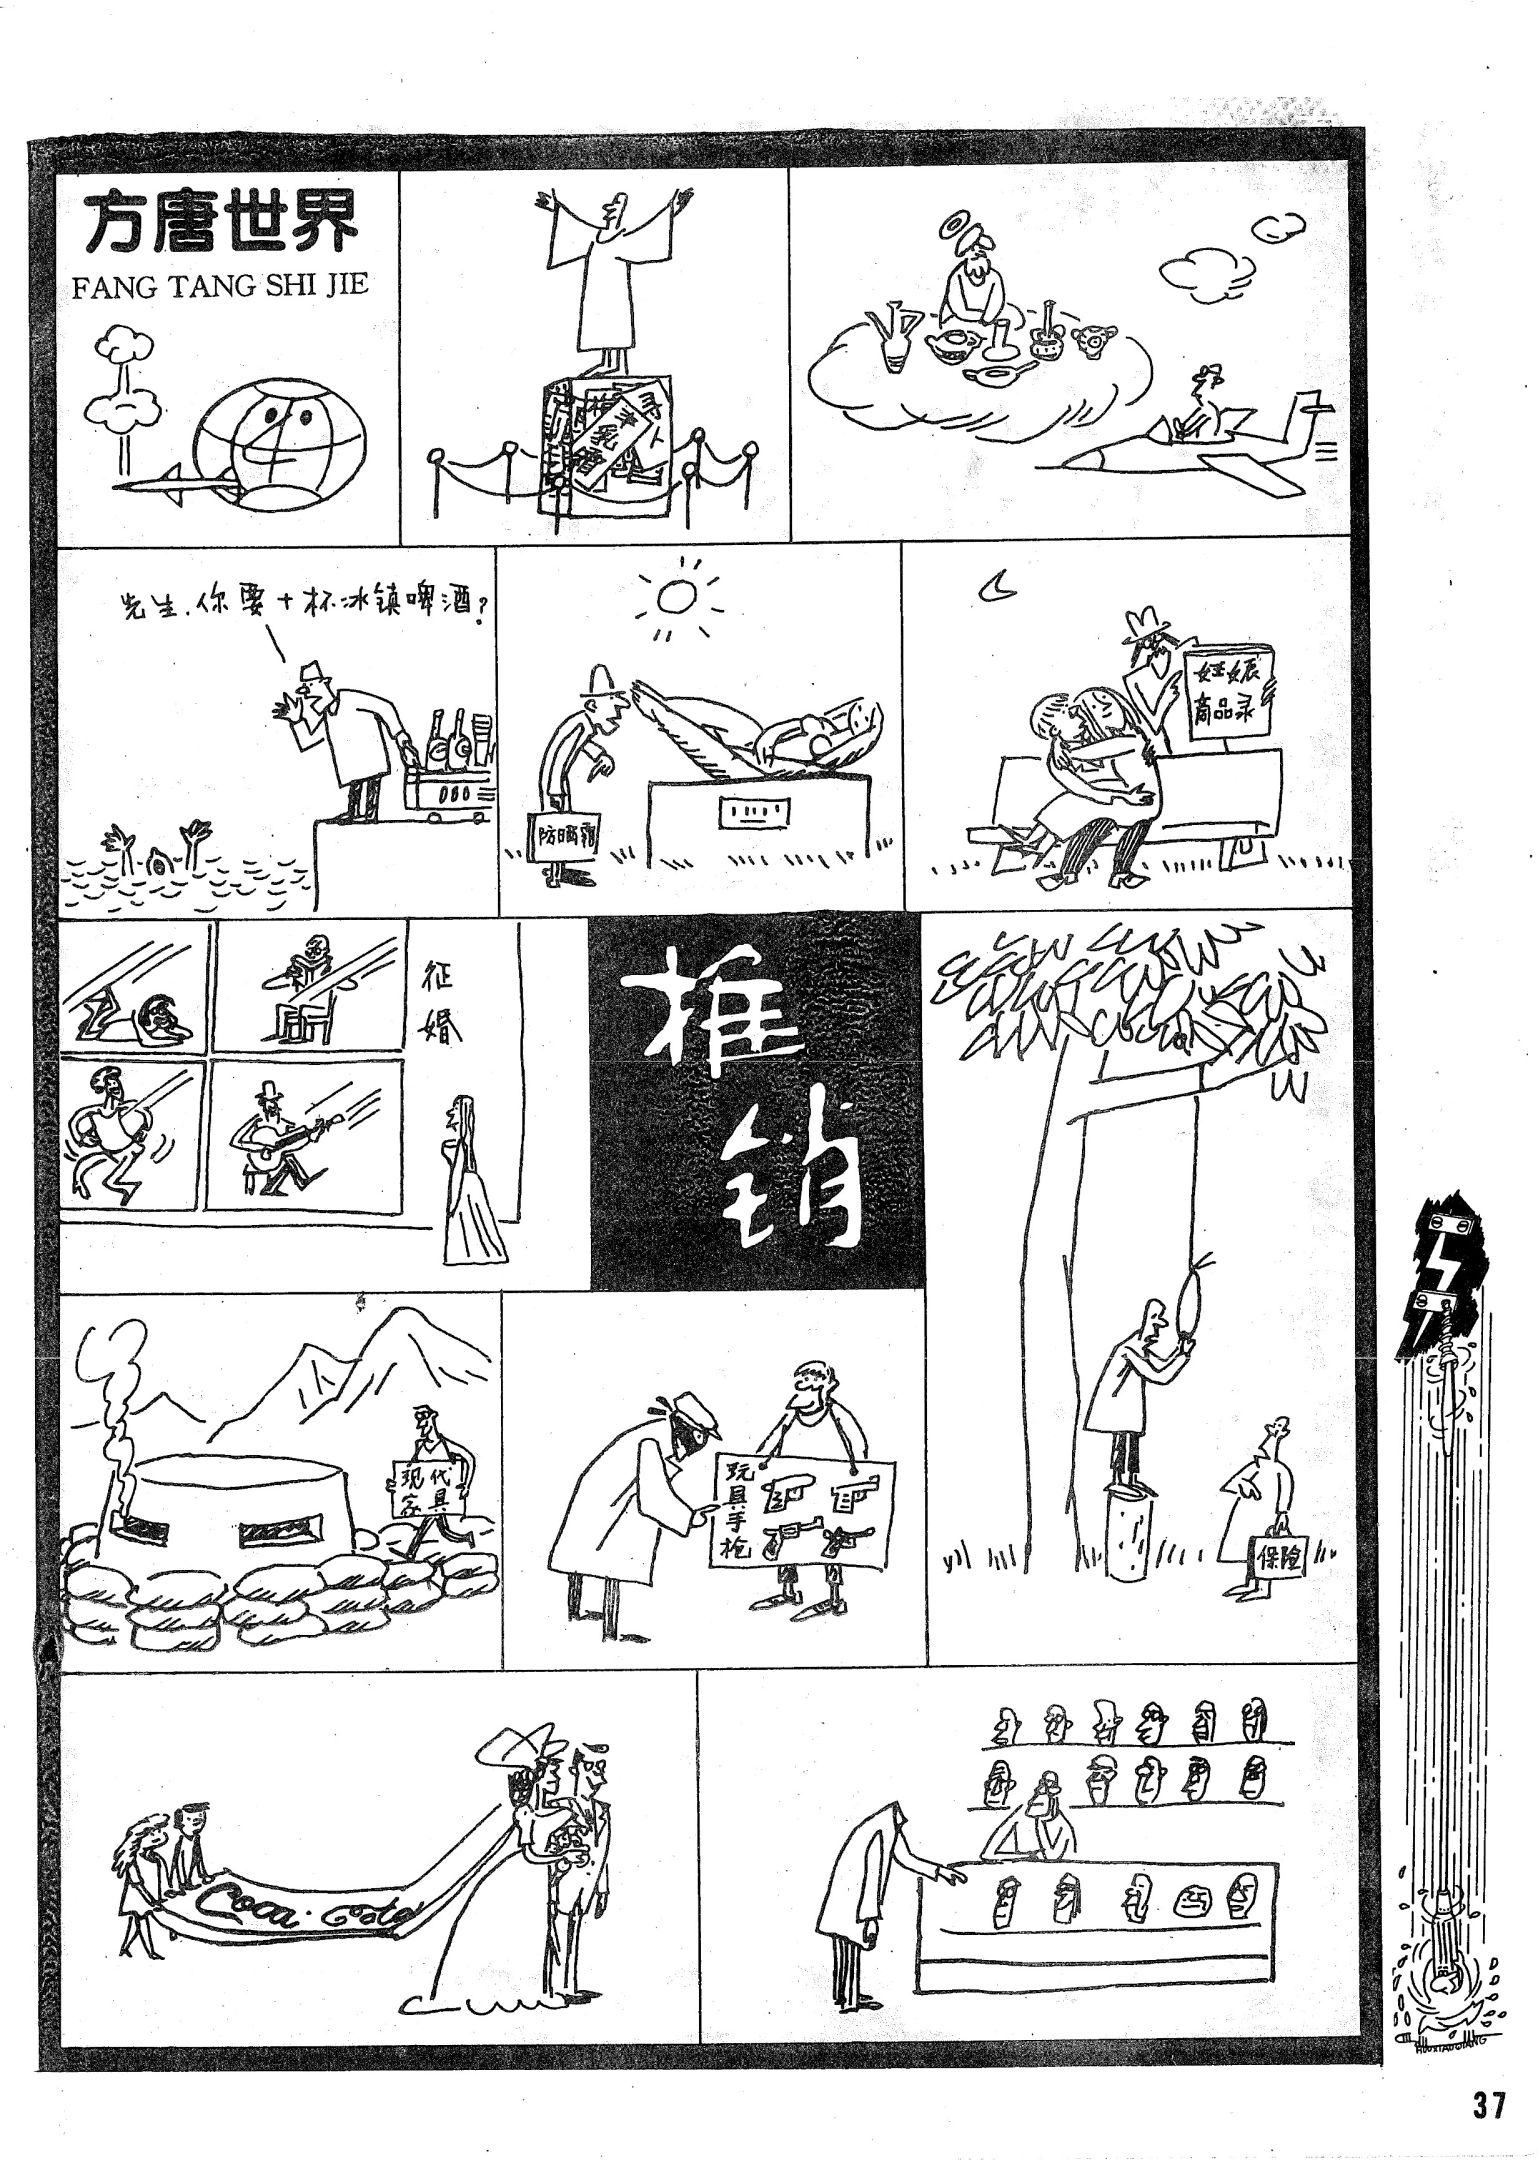 方唐世界
FANG TANG SHI JIE
乳
先生.你要十杯冰镇啤酒?
防晒霜
妊娠
商品录
征
婚
推
销
现代
家具
玩
具
手
枪
保险
Coca-Cola
HUOXIAOQIANG
37